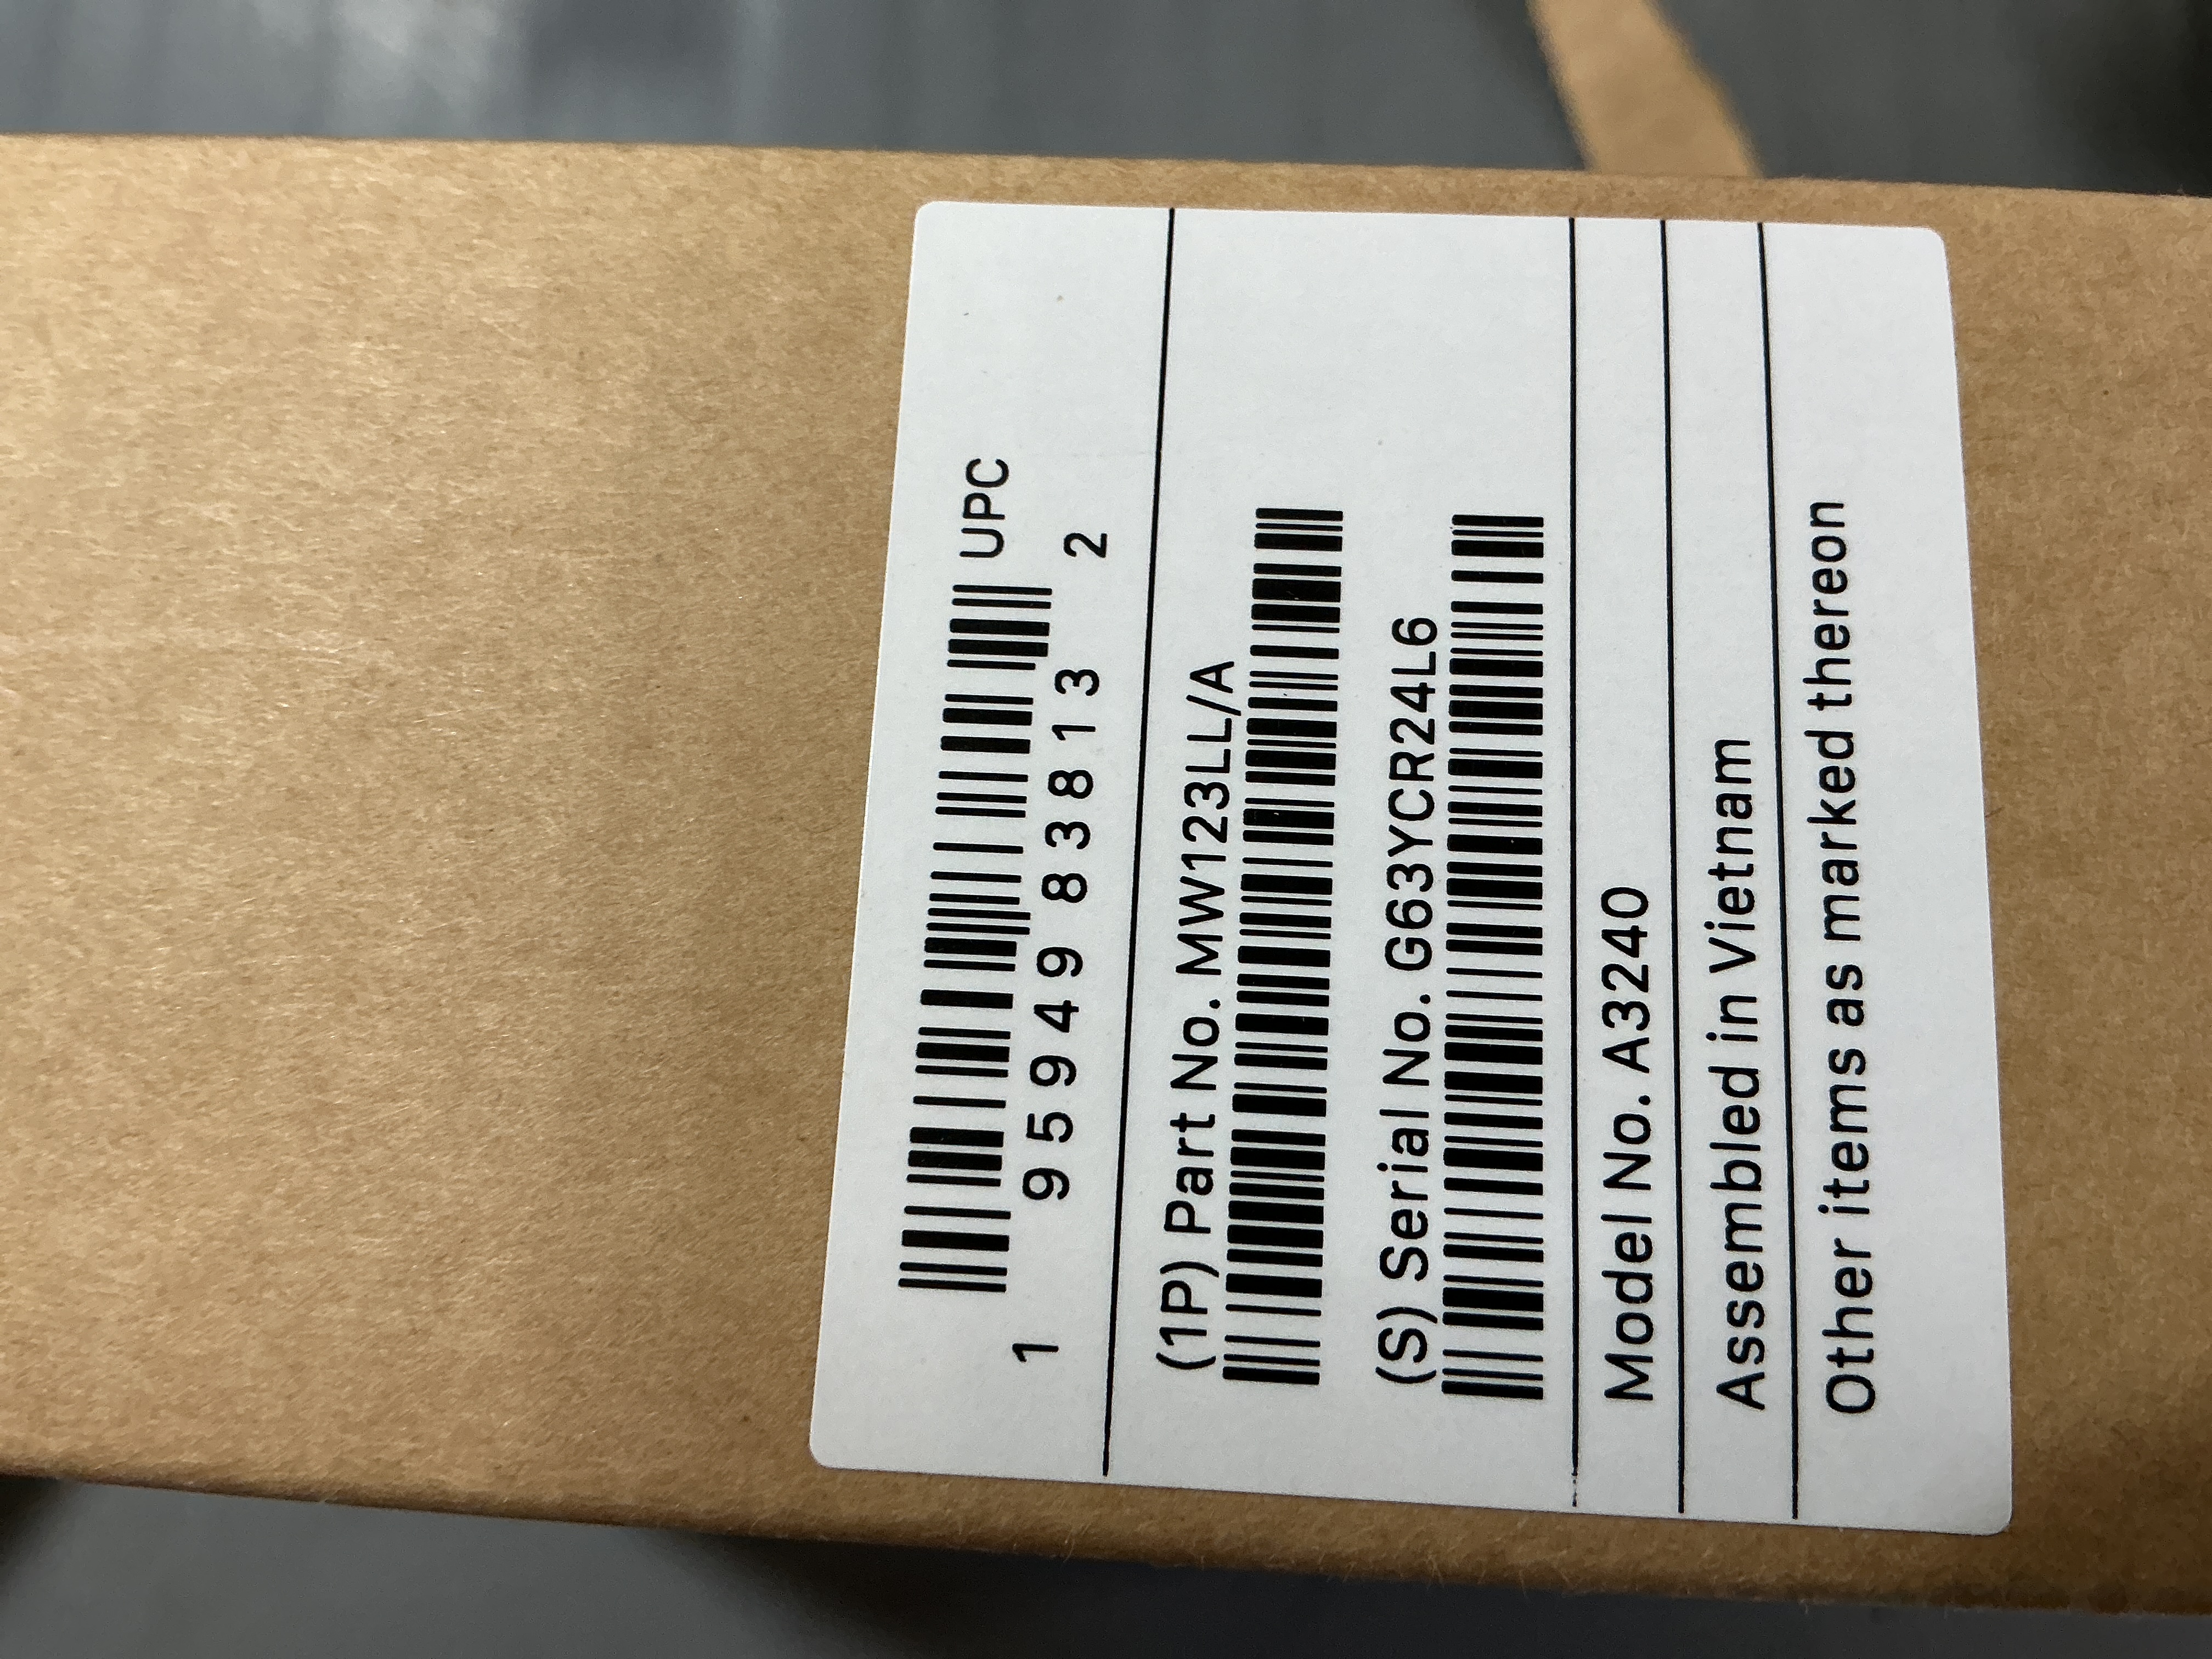 UPC
1 95949 83813 2
(1P) Part No. MW123LL/A
(S) Serial No. G63YCR24L6
Model No. A3240
Assembled in Vietnam
Other items as marked thereon